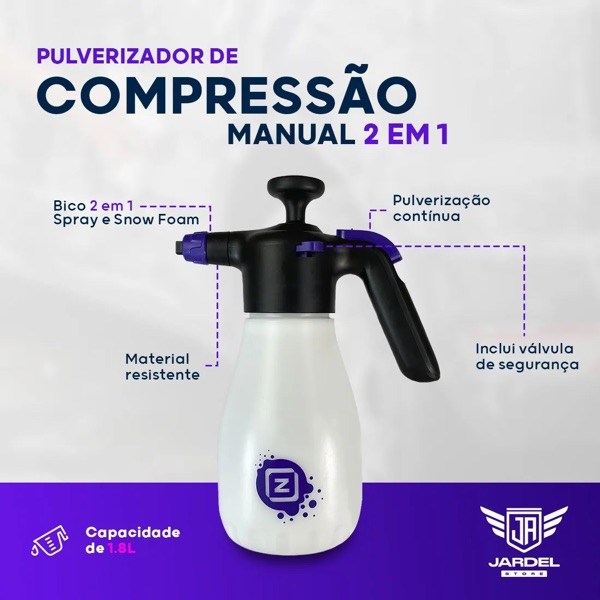 PULVERIZADOR DE
COMPRESSÃO
MANUAL 2 EM 1
Bico 2 em 1
Spray e Snow Foam
Pulverização
contínua
Material
resistente
Inclui válvula
de segurança
Z
Capacidade
de 1.8L
JA
JARDEL
STORE